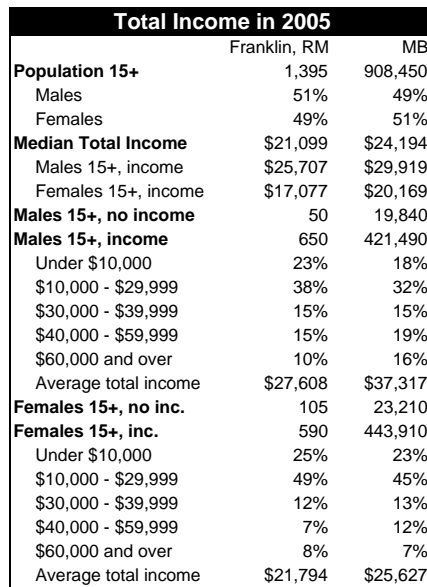 Total Income in 2005
Franklin, RM MB
Population 15+ 1,395 908,450
Males 51% 49%
Females 49% 51%
Median Total Income $21,099 $24,194
Males 15+, income $25,707 $29,919
Females 15+, income $17,077 $20,169
Males 15+, no income 50 19,840
Males 15+, income 650 421,490
Under $10,000 23% 18%
$10,000 - $29,999 38% 32%
$30,000 - $39,999 15% 15%
$40,000 - $59,999 15% 19%
$60,000 and over 10% 16%
Average total income $27,608 $37,317
Females 15+, no inc. 105 23,210
Females 15+, inc. 590 443,910
Under $10,000 25% 23%
$10,000 - $29,999 49% 45%
$30,000 - $39,999 12% 13%
$40,000 - $59,999 7% 12%
$60,000 and over 8% 7%
Average total income $21,794 $25,627